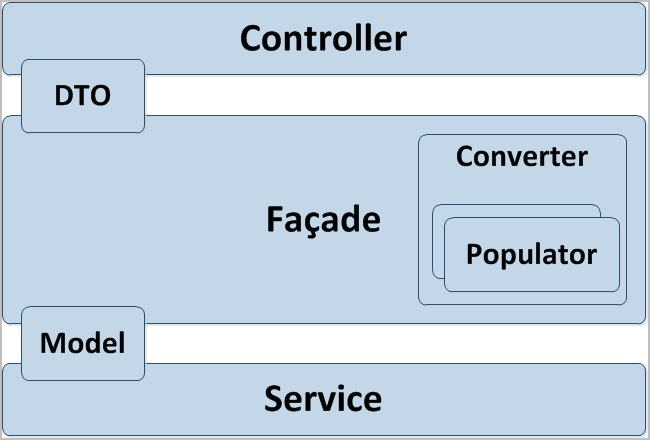 Controller
DTO
Converter
Façade
Populator
Model
Service